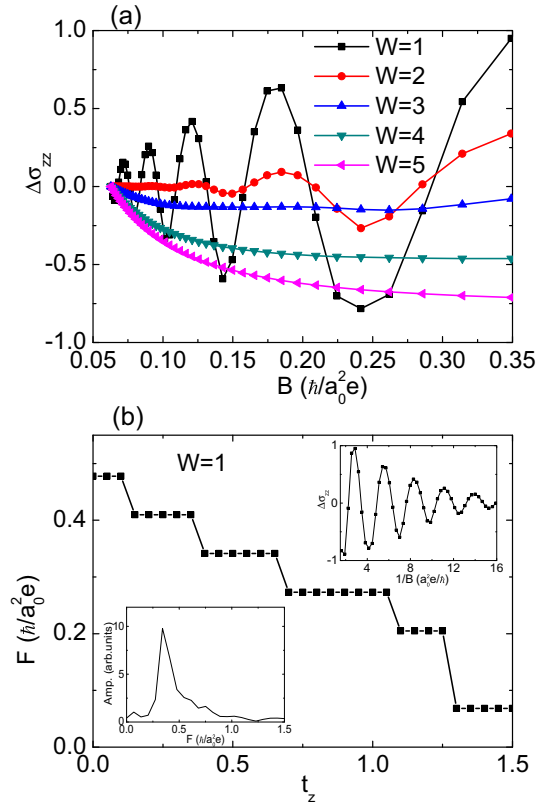 (a)
1.0
0.5
0.0
-0.5
-1.0
Δσzz
W=1
W=2
W=3
W=4
W=5
0.05 0.10 0.15 0.20 0.25 0.30 0.35
B (ℏ/a₀²e)
(b)
W=1
0.4
0.2
0.0
F (ℏ/a₀²e)
0.0 0.5 1.0 1.5
t_z
1
0
-1
Δσzz
4 8 12 16
1/B (a₀²e/ℏ)
10
5
0
Amp. (arb.units)
0.0 0.5 1.0 1.5
F (ℏ/a₀²e)